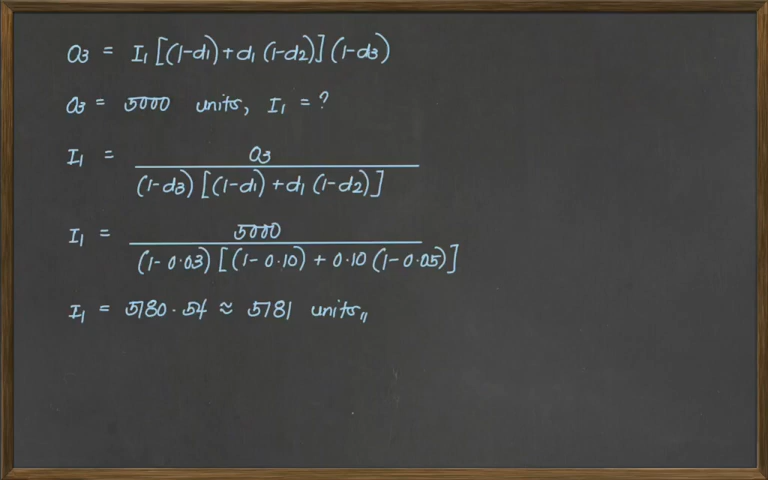 O3 = I1 [(1-d1)+d1 (1-d2)] (1-d3)
O3 = 5000 units, I1 = ?
I1 = O3 / (1-d3) [(1-d1) + d1 (1-d2)]
I1 = 5000 / (1-0.03) [(1-0.10) + 0.10 (1-0.05)]
I1 = 5180.54 ≈ 5181 units,,